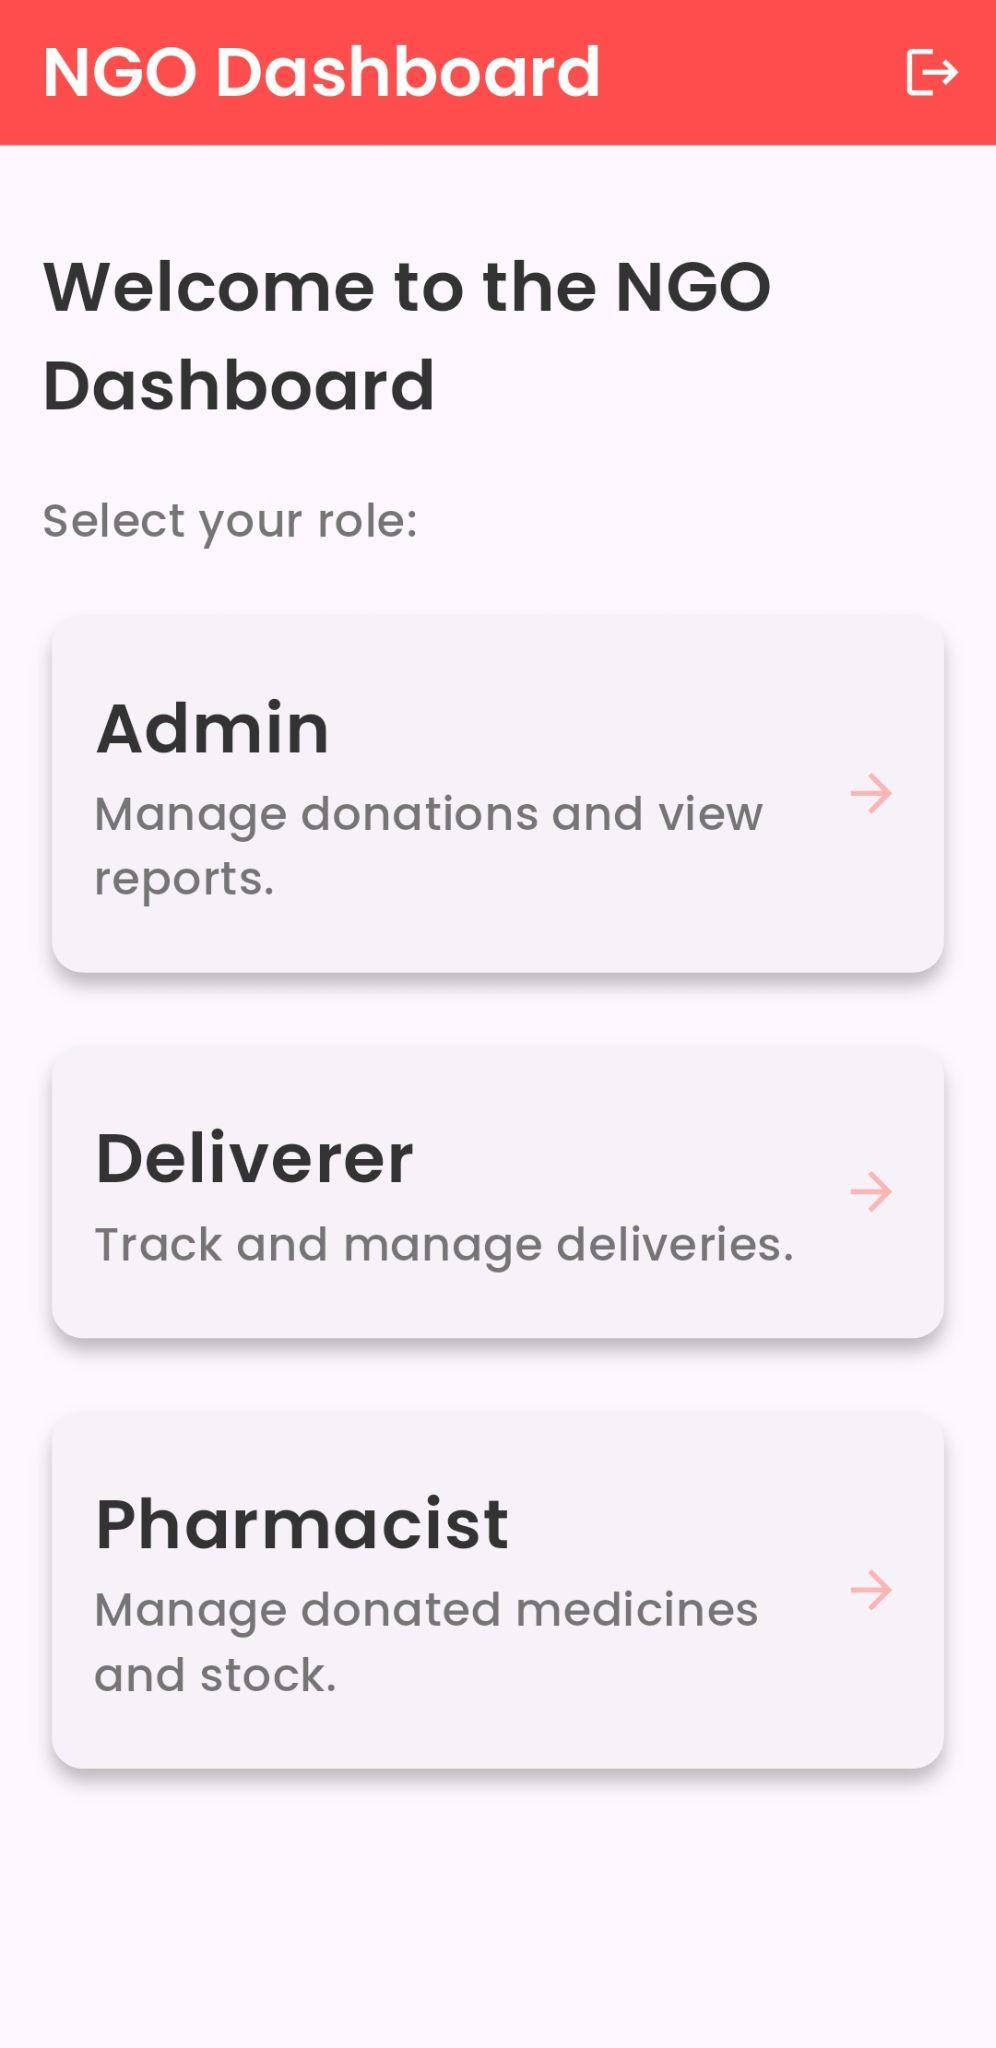 NGO Dashboard
Welcome to the NGO
Dashboard
Select your role:
Admin
Manage donations and view
reports.
Deliverer
Track and manage deliveries.
Pharmacist
Manage donated medicines
and stock.